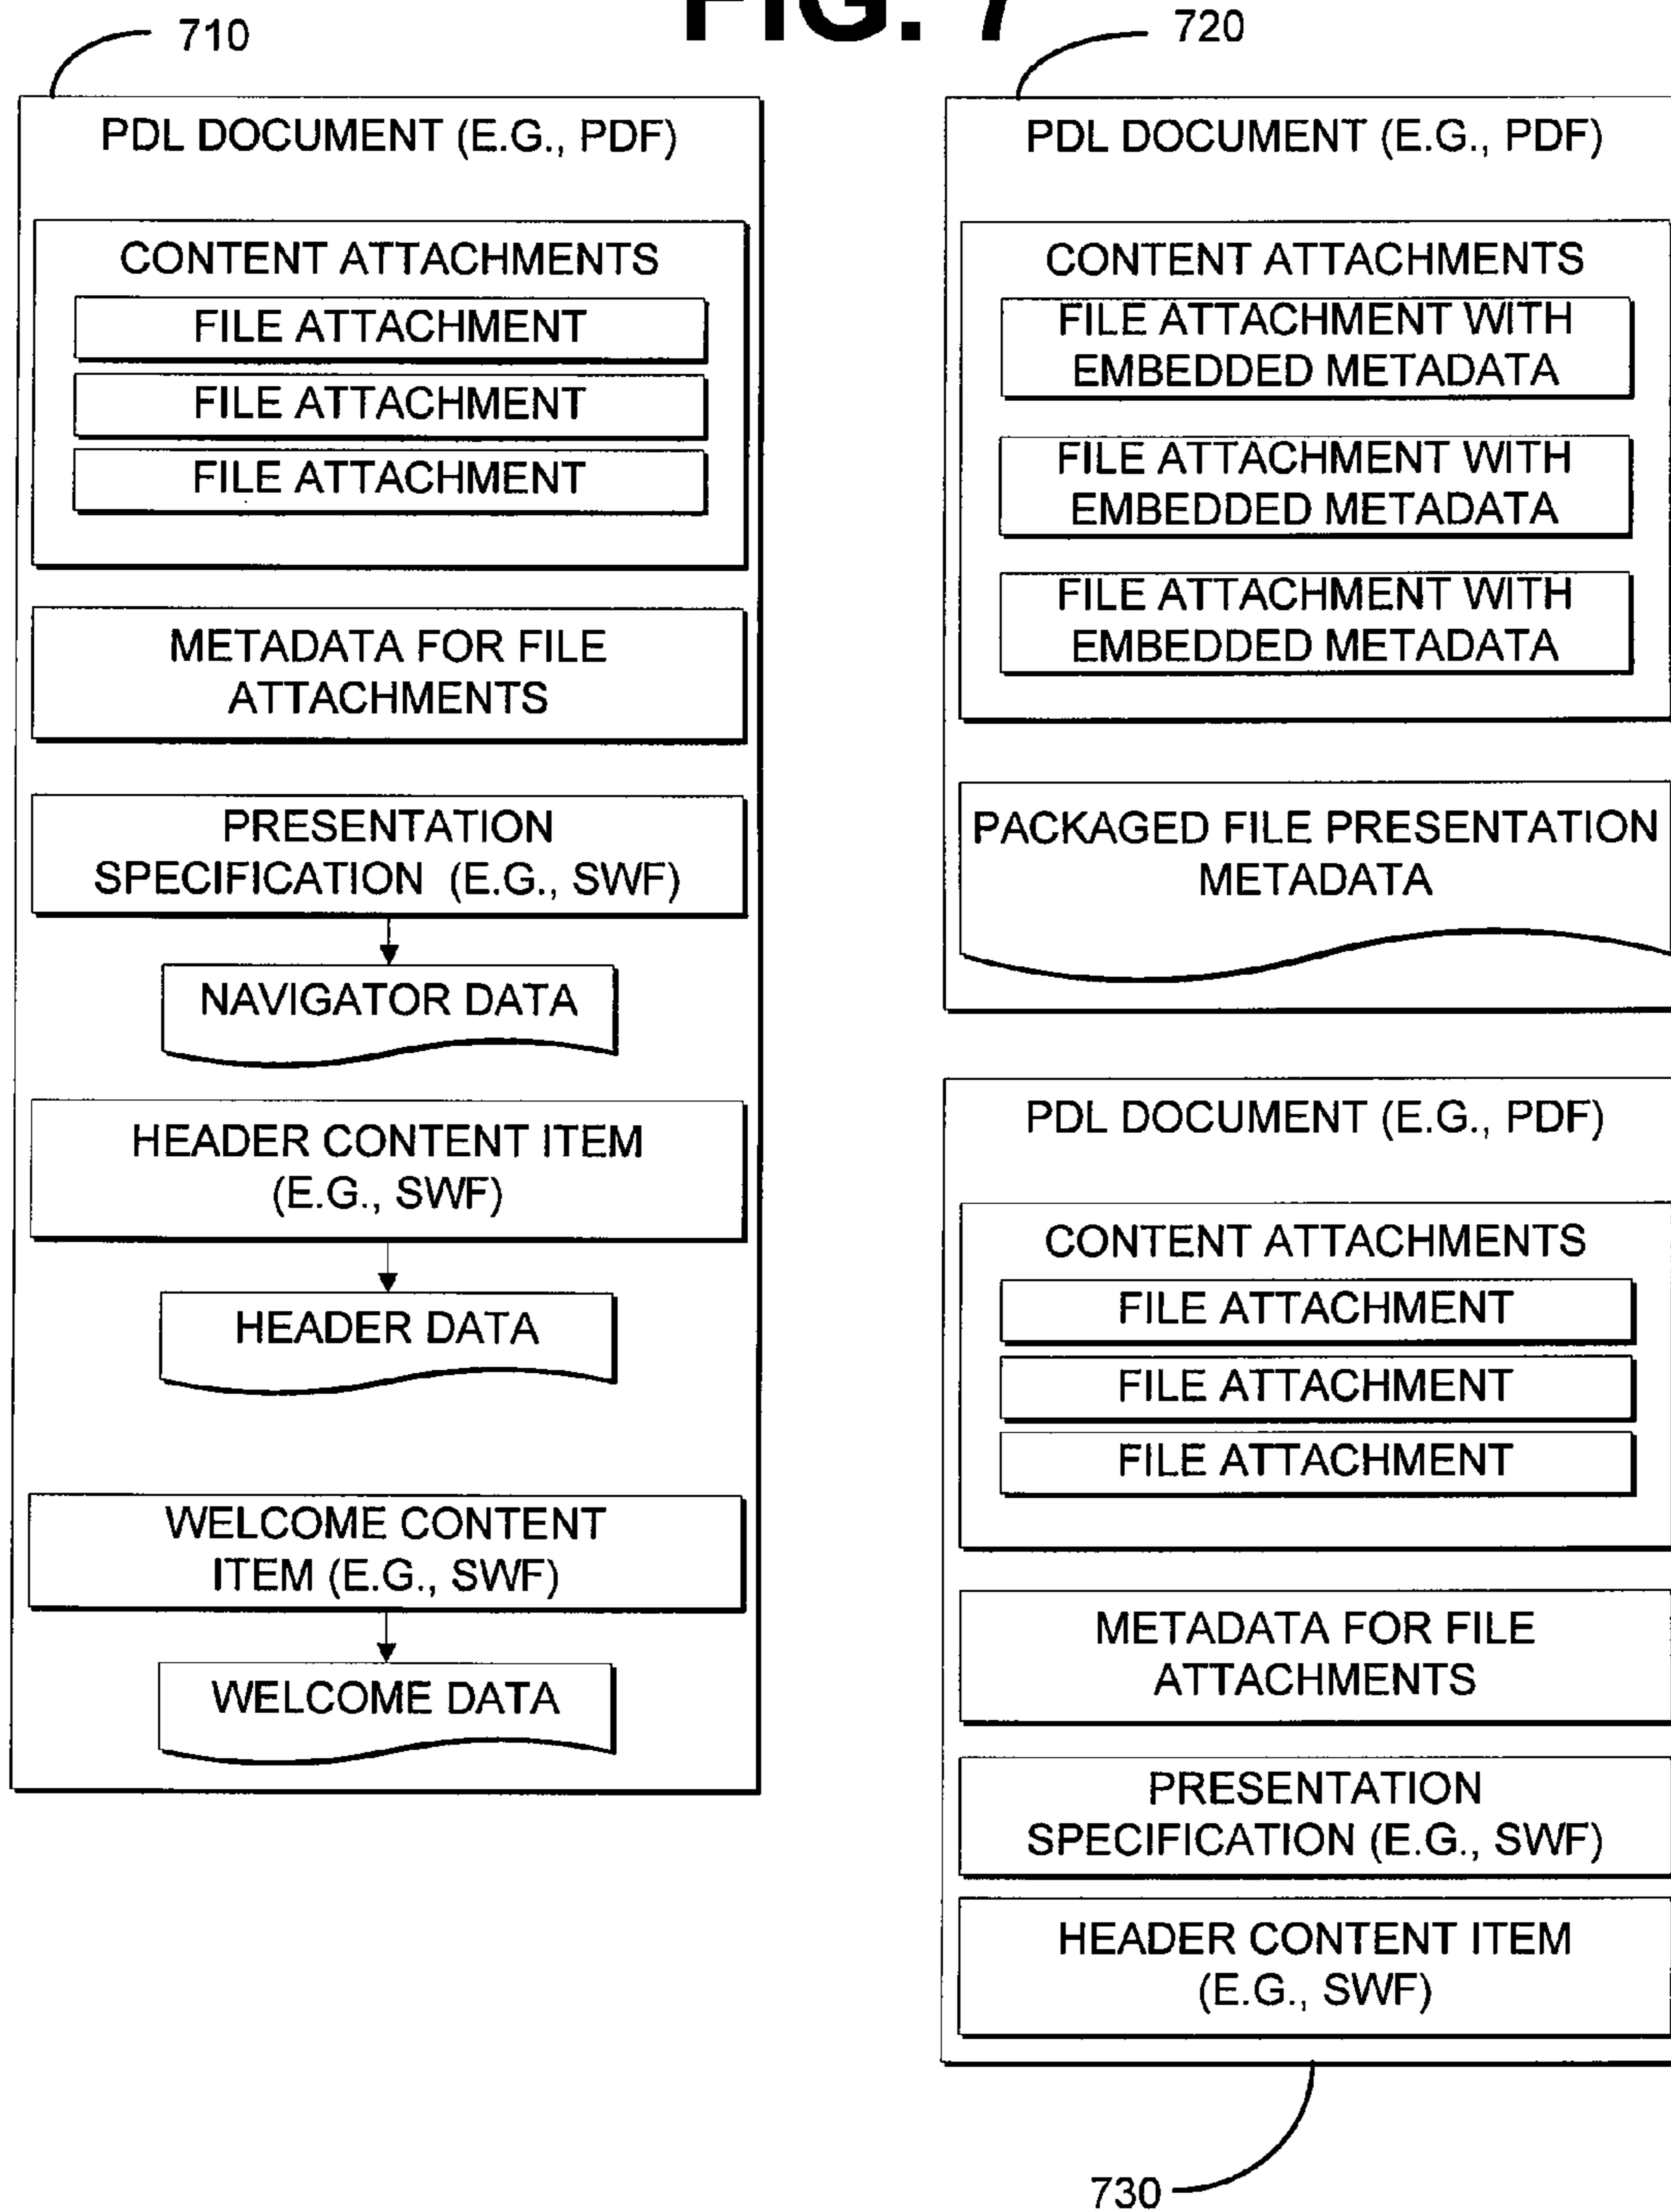 FIG. 7
710
PDL DOCUMENT (E.G., PDF)
CONTENT ATTACHMENTS
FILE ATTACHMENT
FILE ATTACHMENT
FILE ATTACHMENT
METADATA FOR FILE
ATTACHMENTS
PRESENTATION
SPECIFICATION (E.G., SWF)
NAVIGATOR DATA
HEADER CONTENT ITEM
(E.G., SWF)
HEADER DATA
WELCOME CONTENT
ITEM (E.G., SWF)
WELCOME DATA
720
PDL DOCUMENT (E.G., PDF)
CONTENT ATTACHMENTS
FILE ATTACHMENT WITH
EMBEDDED METADATA
FILE ATTACHMENT WITH
EMBEDDED METADATA
FILE ATTACHMENT WITH
EMBEDDED METADATA
PACKAGED FILE PRESENTATION
METADATA
PDL DOCUMENT (E.G., PDF)
CONTENT ATTACHMENTS
FILE ATTACHMENT
FILE ATTACHMENT
FILE ATTACHMENT
METADATA FOR FILE
ATTACHMENTS
PRESENTATION
SPECIFICATION (E.G., SWF)
HEADER CONTENT ITEM
(E.G., SWF)
730